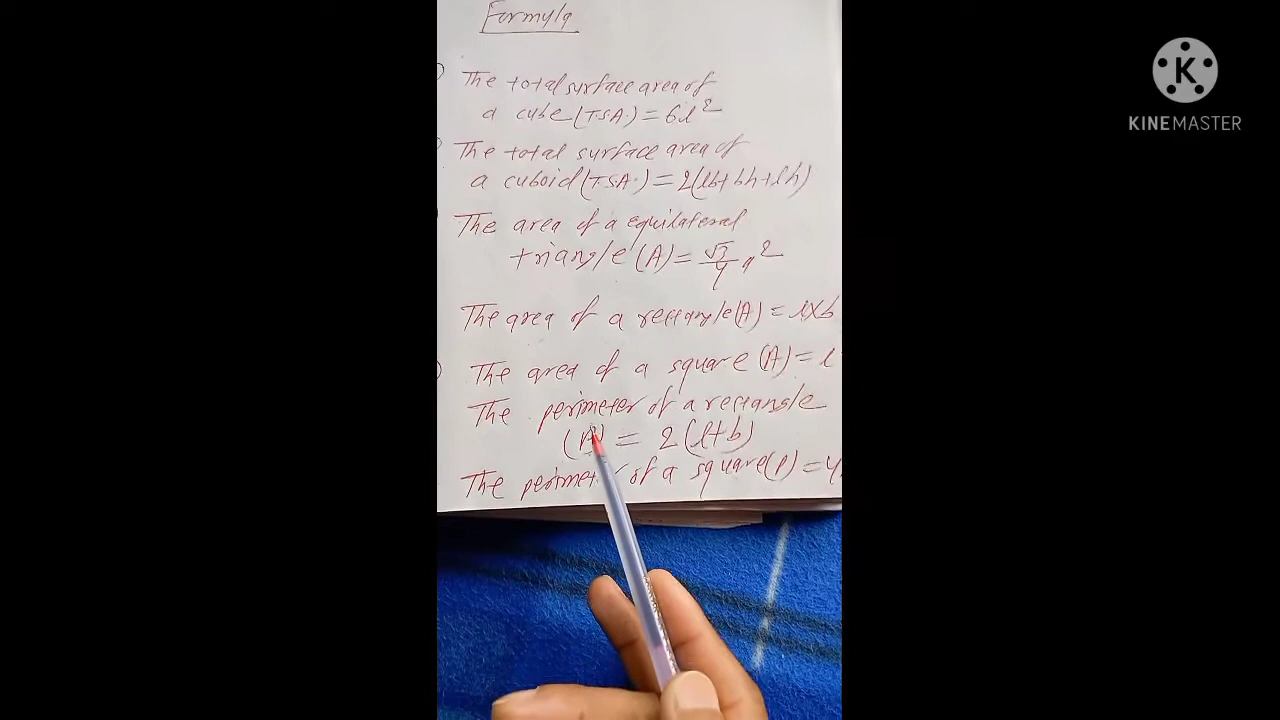 Formula
The total surface area of
a cube (T.S.A.) = 6l²
The total surface area of
a cuboid (T.S.A.) = 2(lb+bh+lh)
The area of a equilateral
triangle (A) = √3/4 a²
The area of a rectangle (A) = l×b
The area of a square (A) = l
The perimeter of a rectangle
= 2(l+b)
The perimeter of a square (P) = 4
KINEMASTER